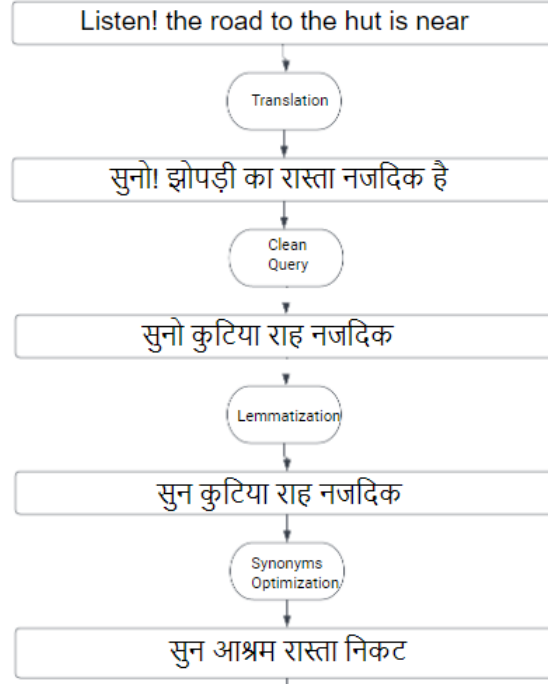 Listen! the road to the hut is near
Translation
सुनो! झोपड़ी का रास्ता नजदिक है
Clean
Query
सुनो कुटिया राह नजदिक
Lemmatization
सुन कुटिया राह नजदिक
Synonyms
Optimization
सुन आश्रम रास्ता निकट